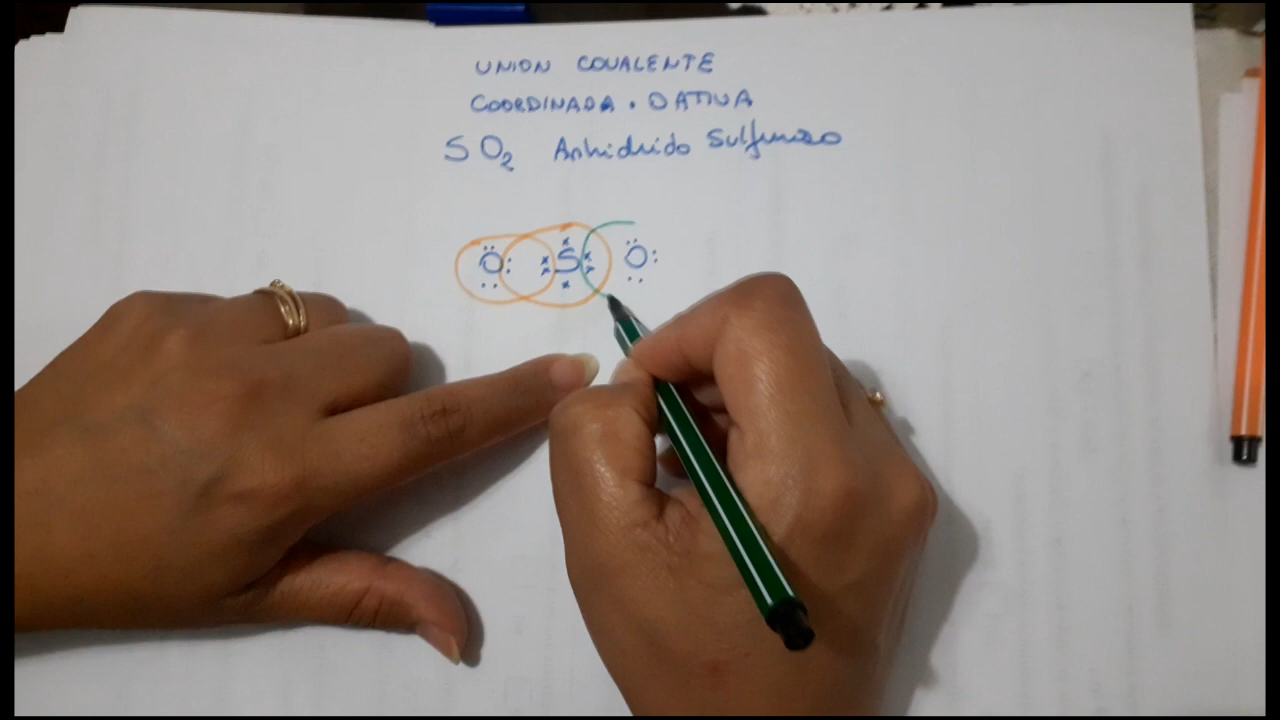 UNION COVALENTE
COORDINADA. DATIVA
SO2 Anhidrido Sulfuroso
O S O